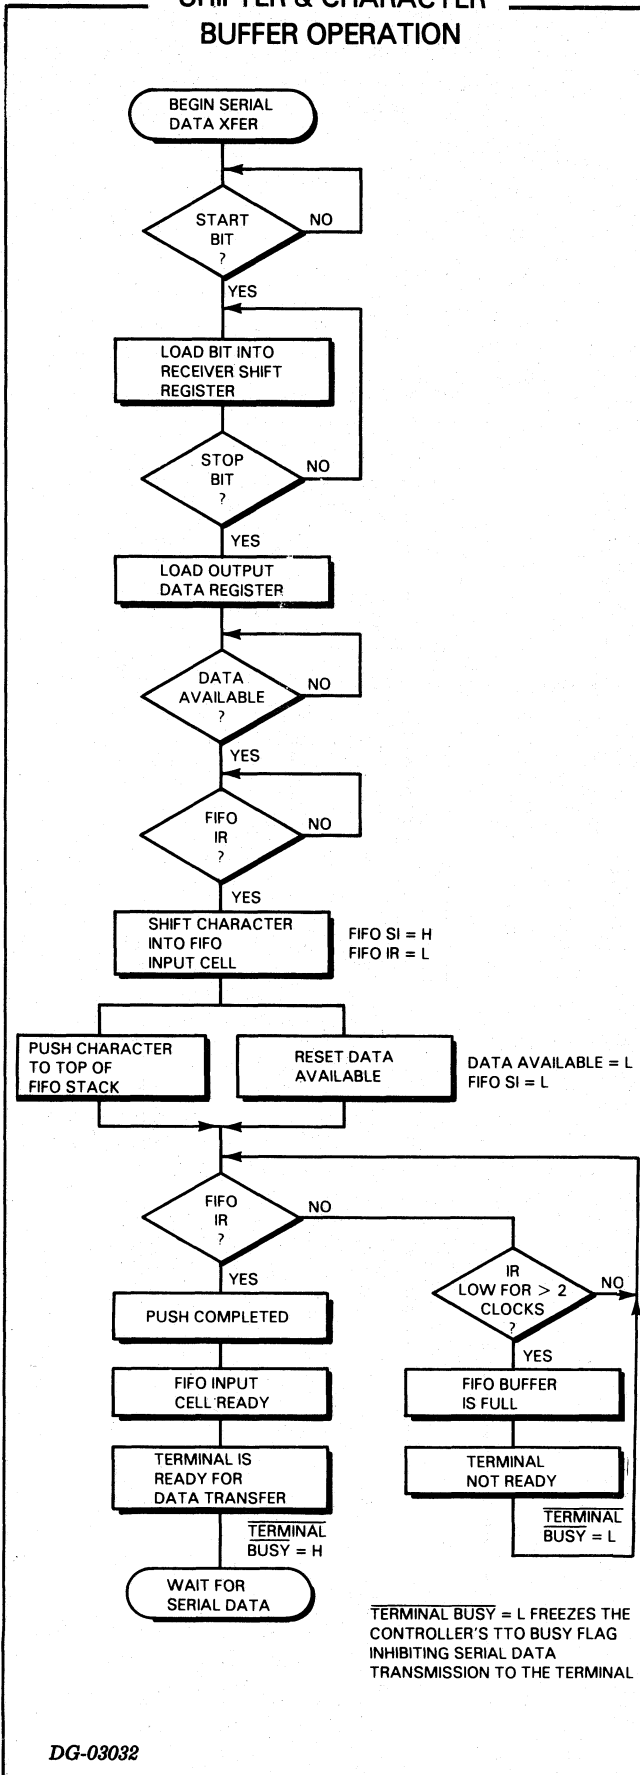 SHIFTER & CHARACTER
BUFFER OPERATION
BEGIN SERIAL
DATA XFER
START
BIT
?
NO
YES
LOAD BIT INTO
RECEIVER SHIFT
REGISTER
STOP
BIT
?
NO
YES
LOAD OUTPUT
DATA REGISTER
DATA
AVAILABLE
?
NO
YES
FIFO
IR
?
NO
YES
SHIFT CHARACTER
INTO FIFO
INPUT CELL
FIFO SI = H
FIFO IR = L
PUSH CHARACTER
TO TOP OF
FIFO STACK
RESET DATA
AVAILABLE
DATA AVAILABLE = L
FIFO SI = L
FIFO
IR
?
NO
YES
IR
LOW FOR > 2
CLOCKS
?
NO
YES
PUSH COMPLETED
FIFO INPUT
CELL READY
TERMINAL IS
READY FOR
DATA TRANSFER
FIFO BUFFER
IS FULL
TERMINAL
NOT READY
TERMINAL
BUSY = H
TERMINAL
BUSY = L
WAIT FOR
SERIAL DATA
TERMINAL BUSY = L FREEZES THE
CONTROLLER'S TTO BUSY FLAG
INHIBITING SERIAL DATA
TRANSMISSION TO THE TERMINAL
DG-03032